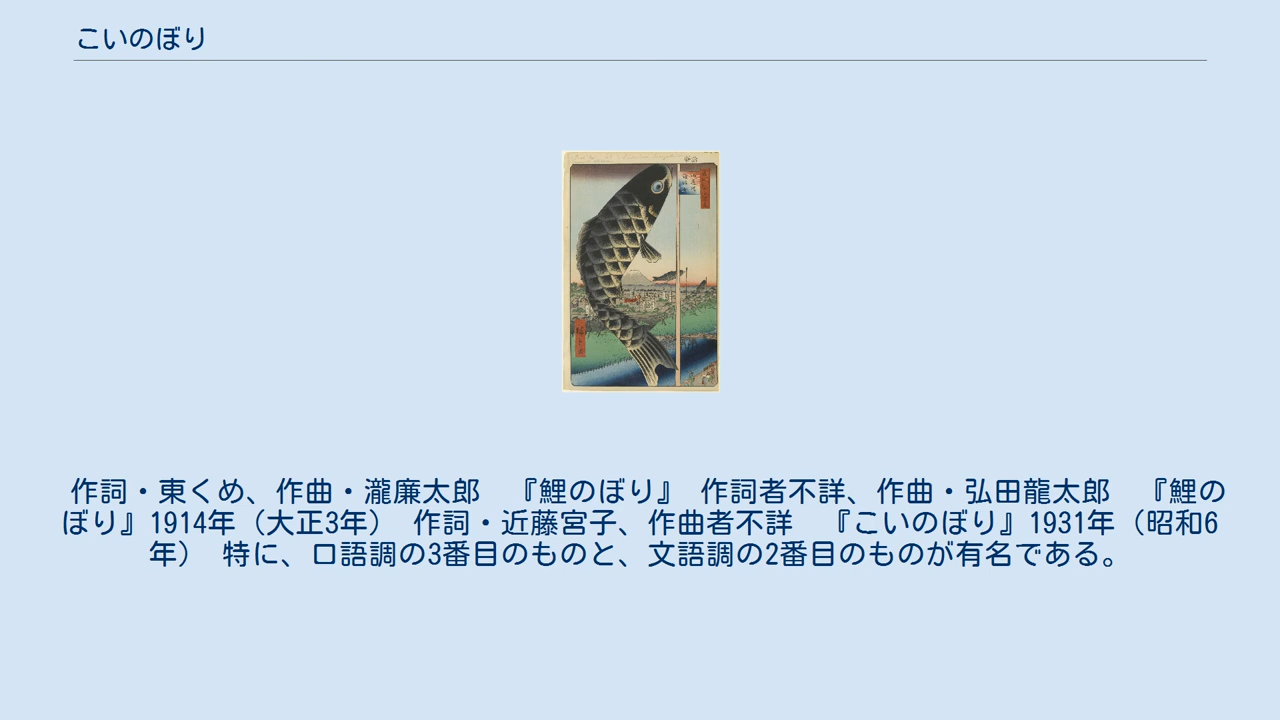 こいのぼり
作詞・東くめ、作曲・瀧廉太郎　『鯉のぼり』 作詞者不詳、作曲・弘田龍太郎　『鯉の
ぼり』1914年（大正3年） 作詞・近藤宮子、作曲者不詳　『こいのぼり』1931年（昭和6
年） 特に、口語調の3番目のものと、文語調の2番目のものが有名である。